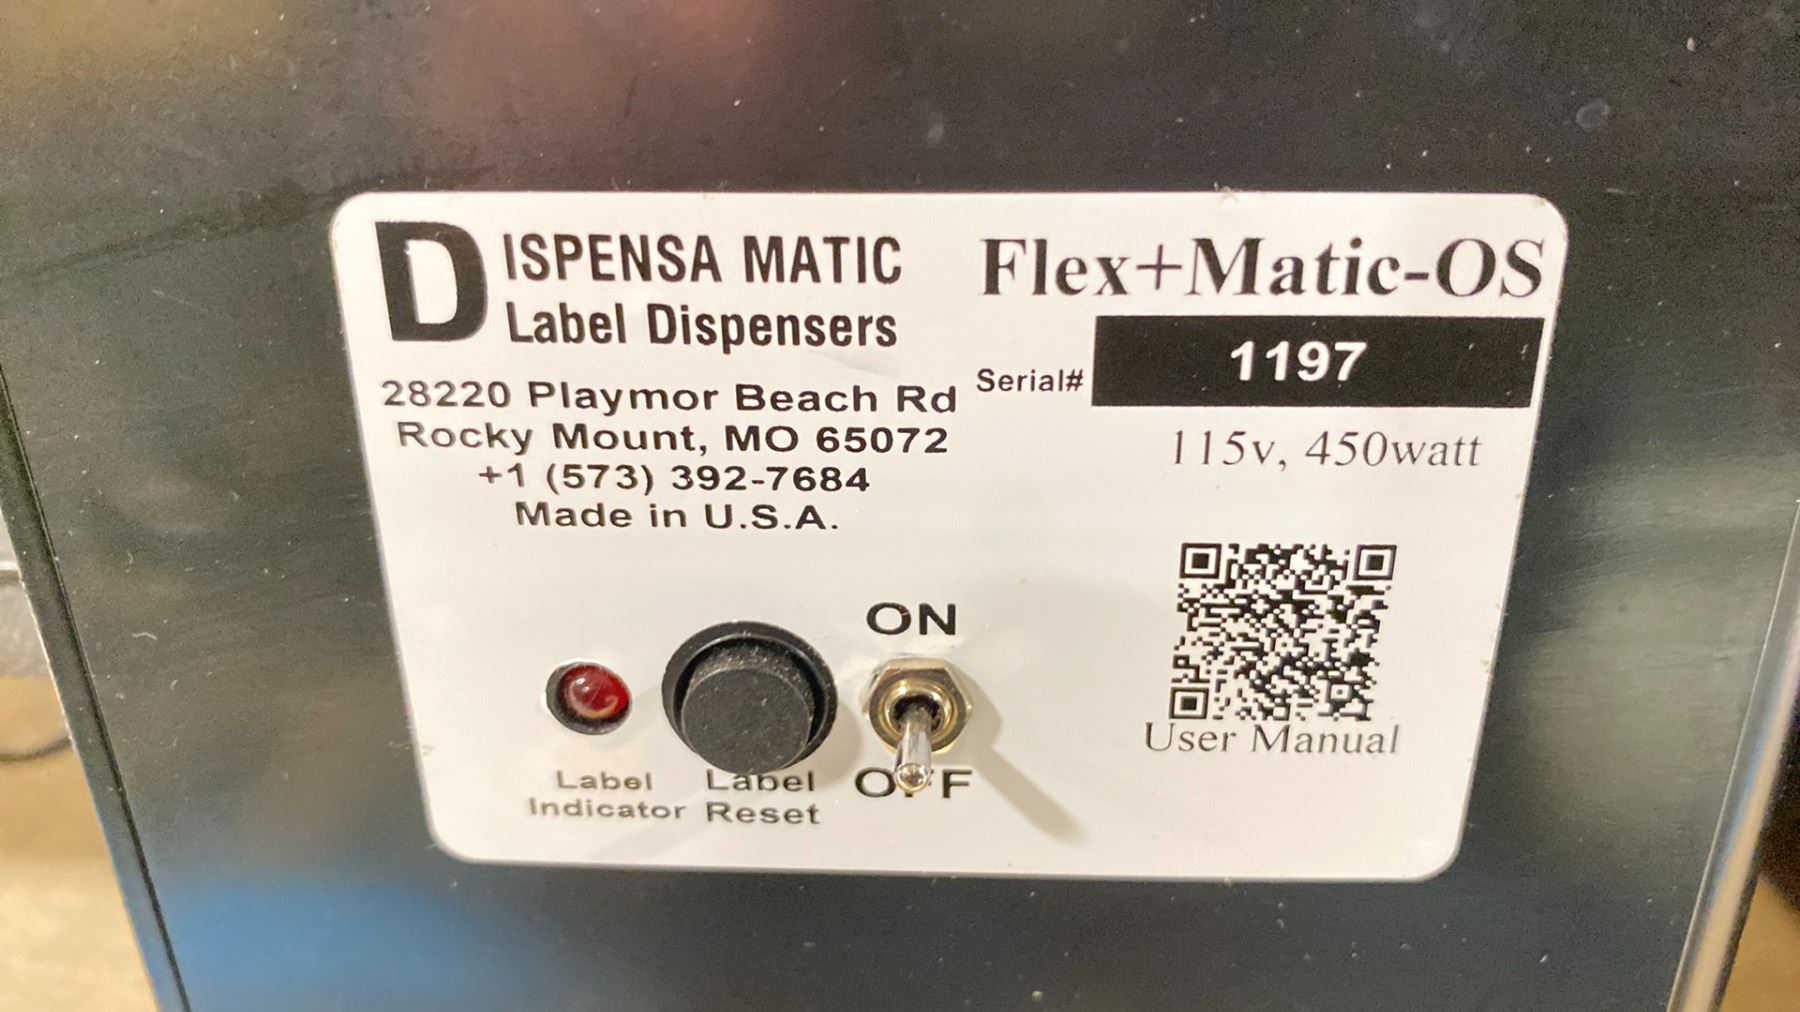 DISPENSA MATIC
Label Dispensers
28220 Playmor Beach Rd
Rocky Mount, MO 65072
+1 (573) 392-7684
Made in U.S.A.
Flex+Matic-OS
Serial# 1197
115v, 450watt
User Manual
ON
OFF
Label
Indicator
Label
Reset